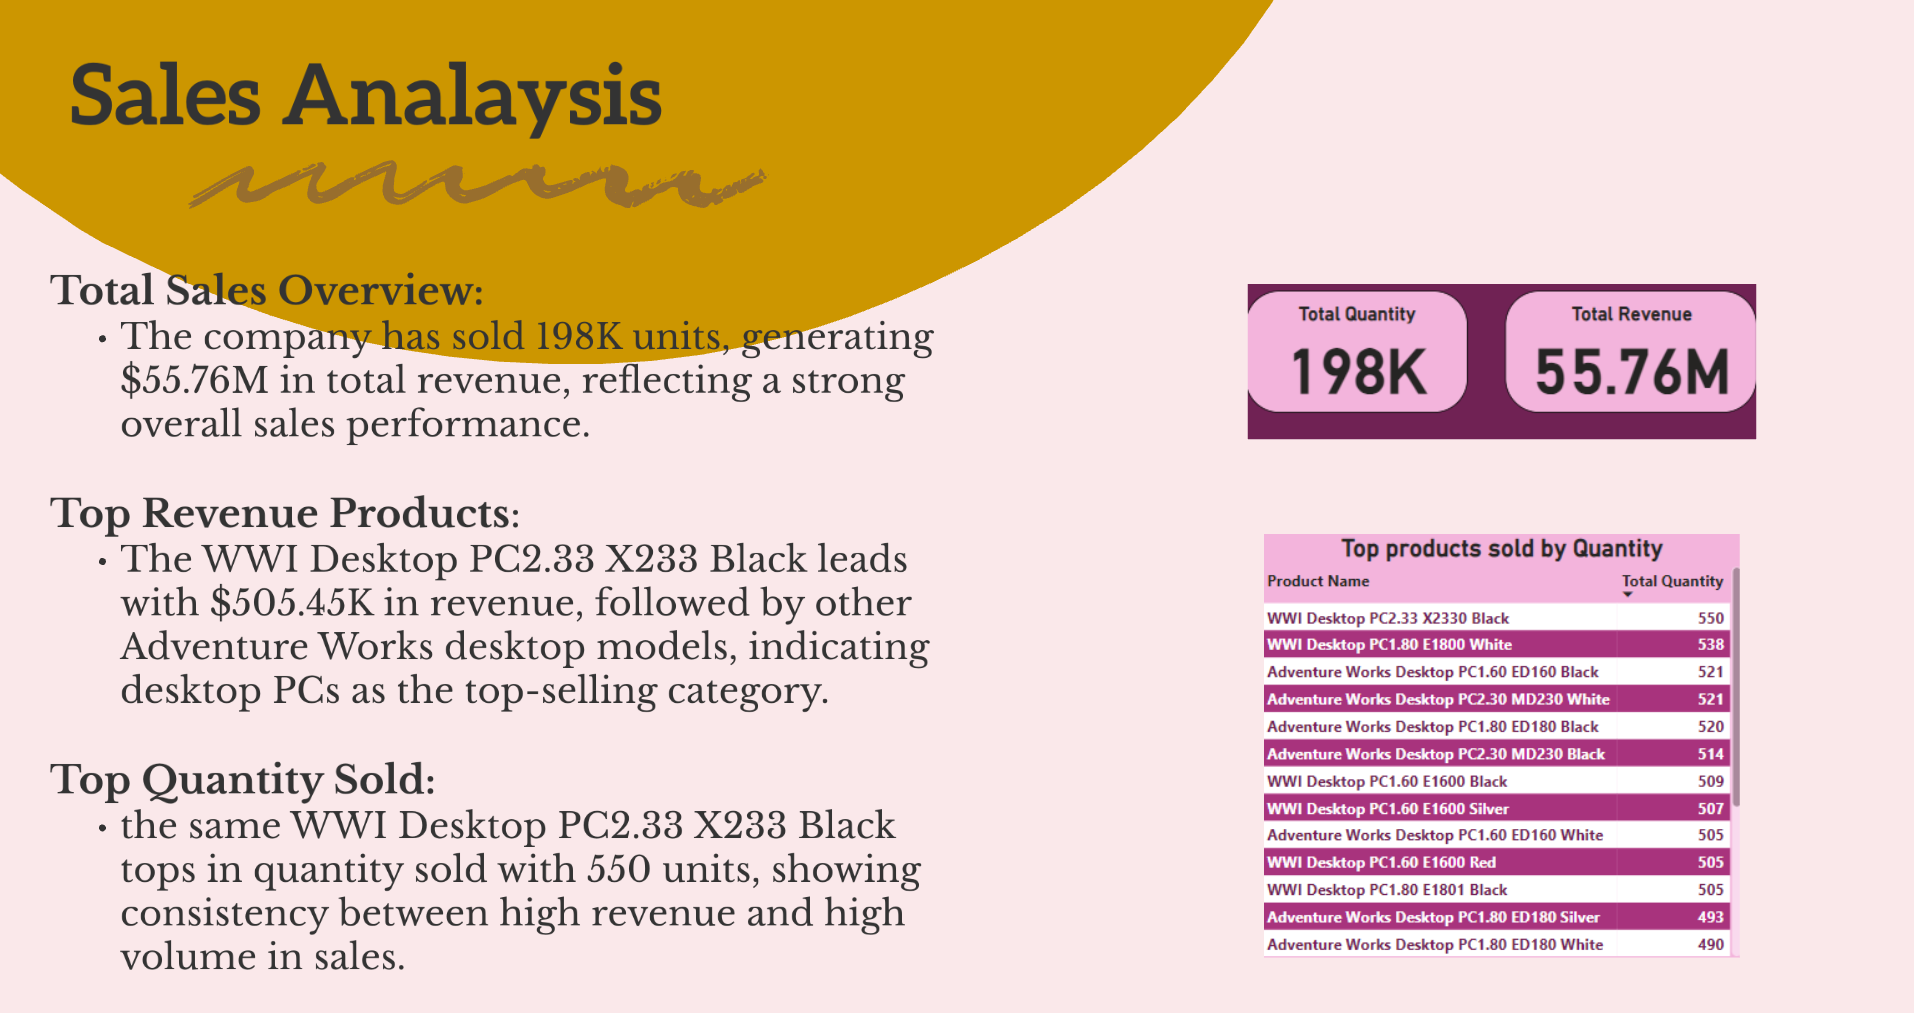 Sales Analaysis
Total Sales Overview:
• The company has sold 198K units, generating
$55.76M in total revenue, reflecting a strong
overall sales performance.
Top Revenue Products:
• The WWI Desktop PC2.33 X233 Black leads
with $505.45K in revenue, followed by other
Adventure Works desktop models, indicating
desktop PCs as the top-selling category.
Top Quantity Sold:
• the same WWI Desktop PC2.33 X233 Black
tops in quantity sold with 550 units, showing
consistency between high revenue and high
volume in sales.
Total Quantity
198K
Total Revenue
55.76M
Top products sold by Quantity
Product Name Total Quantity
WWI Desktop PC2.33 X2330 Black 550
WWI Desktop PC1.80 E1800 White 538
Adventure Works Desktop PC1.60 ED160 Black 521
Adventure Works Desktop PC2.30 MD230 White 521
Adventure Works Desktop PC1.80 ED180 Black 520
Adventure Works Desktop PC2.30 MD230 Black 514
WWI Desktop PC1.60 E1600 Black 509
WWI Desktop PC1.60 E1600 Silver 507
Adventure Works Desktop PC1.60 ED160 White 505
WWI Desktop PC1.60 E1600 Red 505
WWI Desktop PC1.80 E1801 Black 505
Adventure Works Desktop PC1.80 ED180 Silver 493
Adventure Works Desktop PC1.80 ED180 White 490